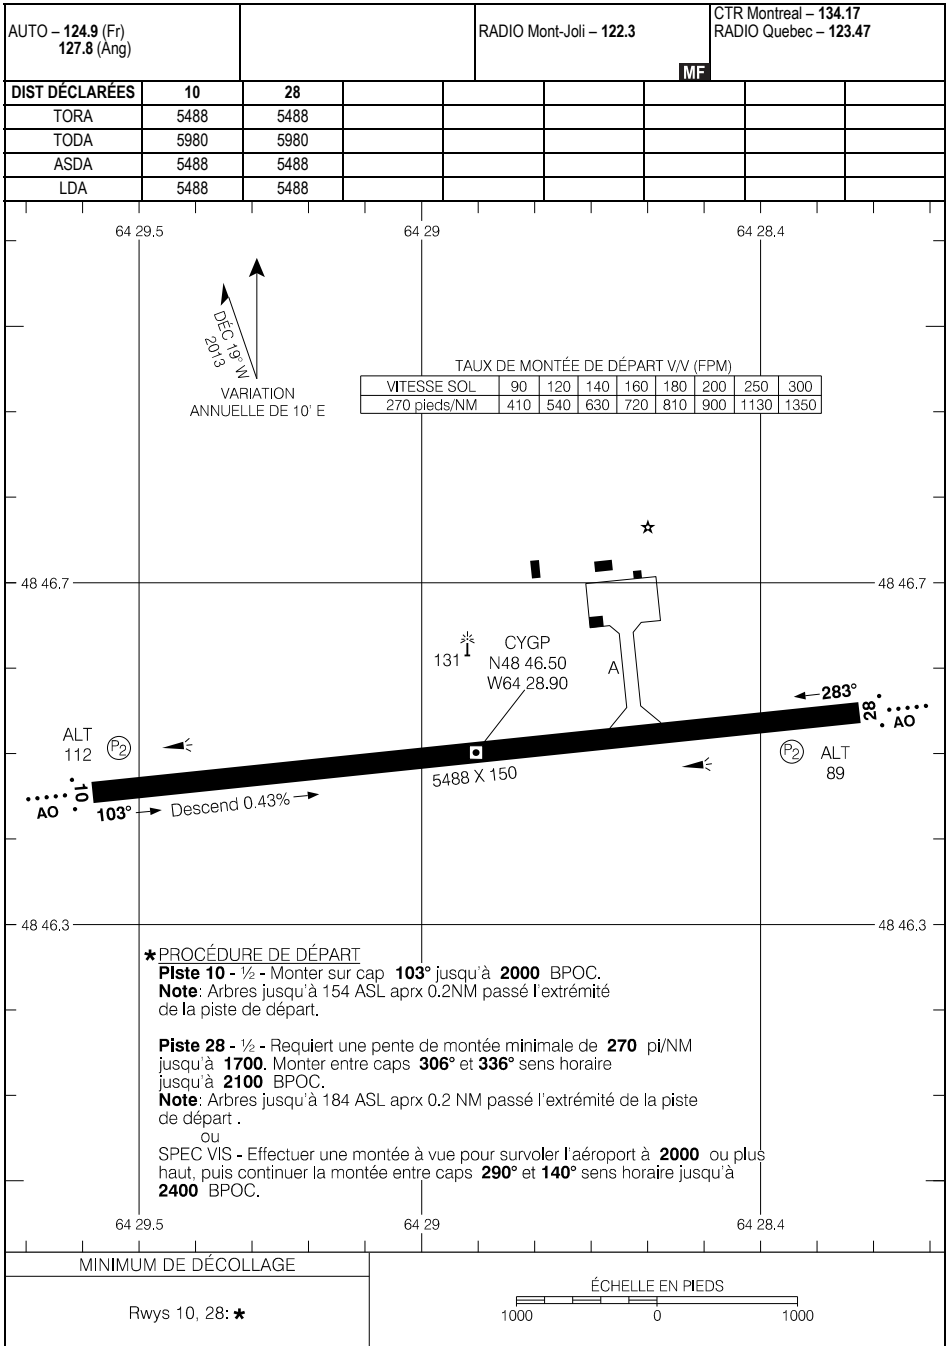 AUTO – 124.9 (Fr)
127.8 (Ang)
RADIO Mont-Joli – 122.3
MF
CTR Montreal – 134.17
RADIO Quebec – 123.47
DIST DÉCLARÉES 10 28
TORA 5488 5488
TODA 5980 5980
ASDA 5488 5488
LDA 5488 5488
64 29.5 64 29 64 28.4
DÉC 19° W
2013
VARIATION
ANNUELLE DE 10' E
TAUX DE MONTÉE DE DÉPART V/V (FPM)
VITESSE SOL 90 120 140 160 180 200 250 300
270 pieds/NM 410 540 630 720 810 900 1130 1350
48 46.7 48 46.7
131
CYGP
N48 46.50
W64 28.90
A
283°
28
AO
ALT
112
P2
P2
ALT
89
5488 X 150
10
AO
103°
Descend 0.43%
48 46.3 48 46.3
*PROCÉDURE DE DÉPART
Piste 10 - ½ - Monter sur cap 103° jusqu'à 2000 BPOC.
Note: Arbres jusqu'à 154 ASL aprx 0.2NM passé l'extrémité
de la piste de départ.
Piste 28 - ½ - Requiert une pente de montée minimale de 270 pi/NM
jusqu'à 1700. Monter entre caps 306° et 336° sens horaire
jusqu'à 2100 BPOC.
Note: Arbres jusqu'à 184 ASL aprx 0.2 NM passé l'extrémité de la piste
de départ .
ou
SPEC VIS - Effectuer une montée à vue pour survoler l'aéroport à 2000 ou plus
haut, puis continuer la montée entre caps 290° et 140° sens horaire jusqu'à
2400 BPOC.
64 29.5 64 29 64 28.4
MINIMUM DE DÉCOLLAGE
Rwys 10, 28: *
ÉCHELLE EN PIEDS
1000 0 1000